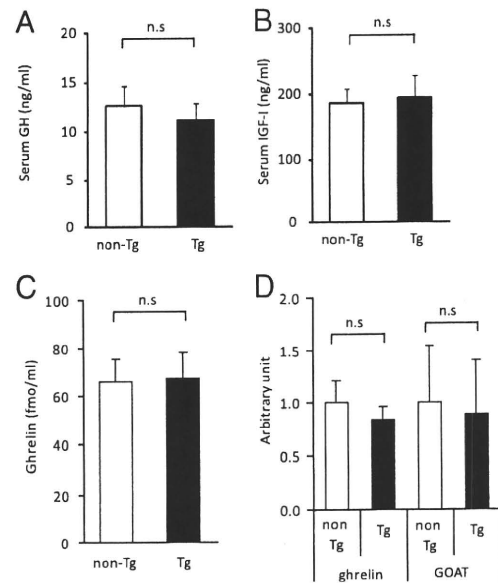 A
n.s
Serum GH (ng/ml)
20
15
10
5
0
non-Tg Tg
B
n.s
Serum IGF-I (ng/ml)
300
200
100
0
non-Tg Tg
C
n.s
Ghrelin (fmo/ml)
100
80
60
40
20
0
non-Tg Tg
D
n.s n.s
Arbitrary unit
2.0
1.5
1.0
0.5
0.0
non Tg non Tg
Tg Tg
ghrelin GOAT